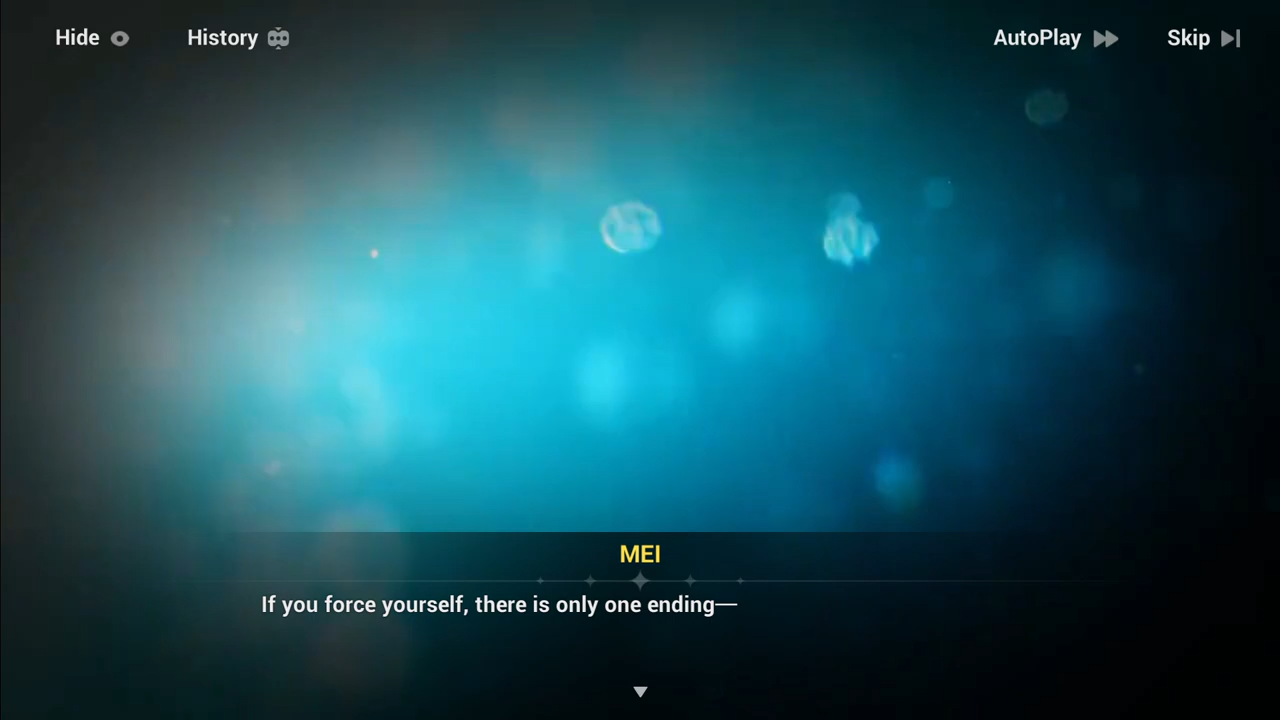 Hide
History
AutoPlay
Skip
MEI
If you force yourself, there is only one ending—